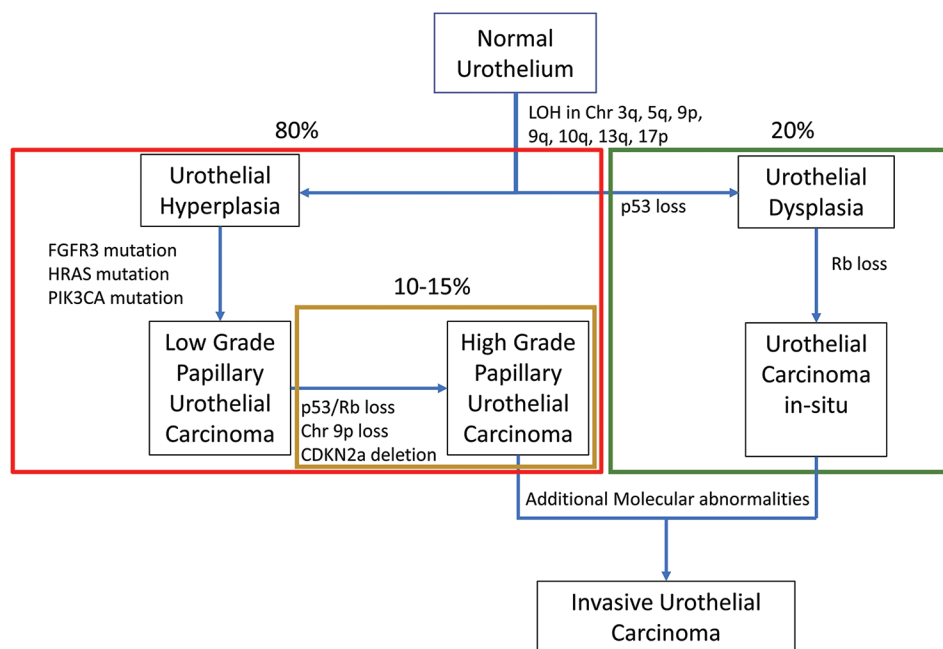 Normal
Urothelium
LOH in Chr 3q, 5q, 9p,
9q, 10q, 13q, 17p
80%
20%
Urothelial
Hyperplasia
p53 loss
Urothelial
Dysplasia
FGFR3 mutation
HRAS mutation
PIK3CA mutation
Rb loss
10-15%
Low Grade
Papillary
Urothelial
Carcinoma
p53/Rb loss
Chr 9p loss
CDKN2a deletion
High Grade
Papillary
Urothelial
Carcinoma
Urothelial
Carcinoma
in-situ
Additional Molecular abnormalities
Invasive Urothelial
Carcinoma